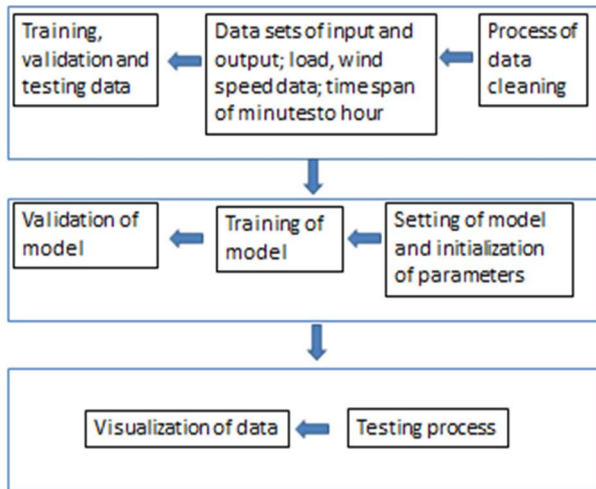 Training,
validation and
testing data
Data sets of input and
output; load, wind
speed data; time span
of minutesto hour
Process of
data
cleaning
Validation of
model
Training of
model
Setting of model
and initialization
of parameters
Visualization of data
Testing process